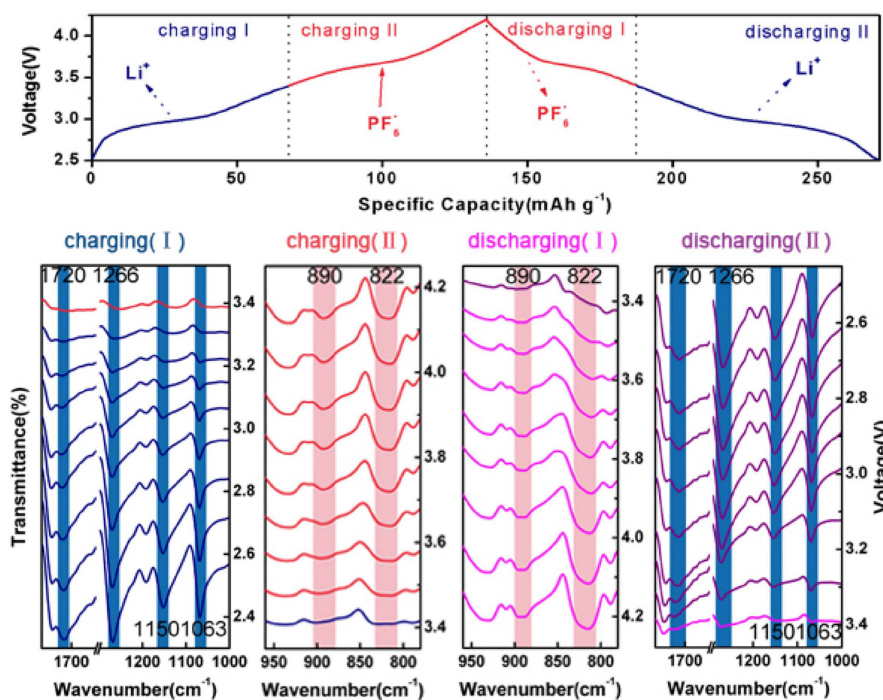 charging I
charging II
discharging I
discharging II
Li+
PF6-
PF6-
Li+
Voltage(V)
4.0
3.5
3.0
2.5
0
50
100
150
200
250
Specific Capacity(mAh g-1)
charging( I )
charging( II )
discharging( I )
discharging( II )
Transmittance(%)
1720 1266
3.4
3.2
3.0
2.8
2.6
2.4
11501063
1700 1200 1100 1000
Wavenumber(cm-1)
890 822
4.2
4.0
3.8
3.6
3.4
950 900 850 800
Wavenumber(cm-1)
890 822
3.4
3.6
3.8
4.0
4.2
950 900 850 800
Wavenumber(cm-1)
1720 1266
2.6
2.8
3.0
3.2
3.4
11501063
1700 1200 1100 1000
Wavenumber(cm-1)
Voltage(V)